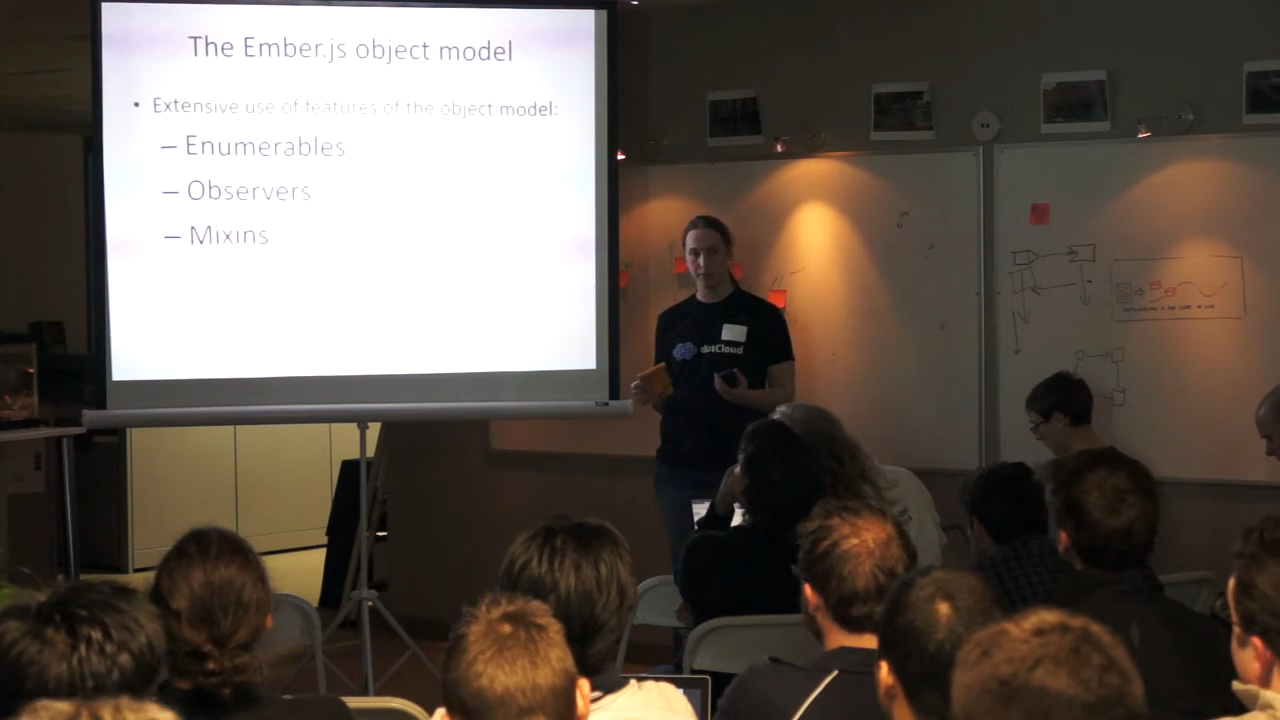 The Ember.js object model
• Extensive use of features of the object model:
– Enumerables
– Observers
– Mixins
dotCloud